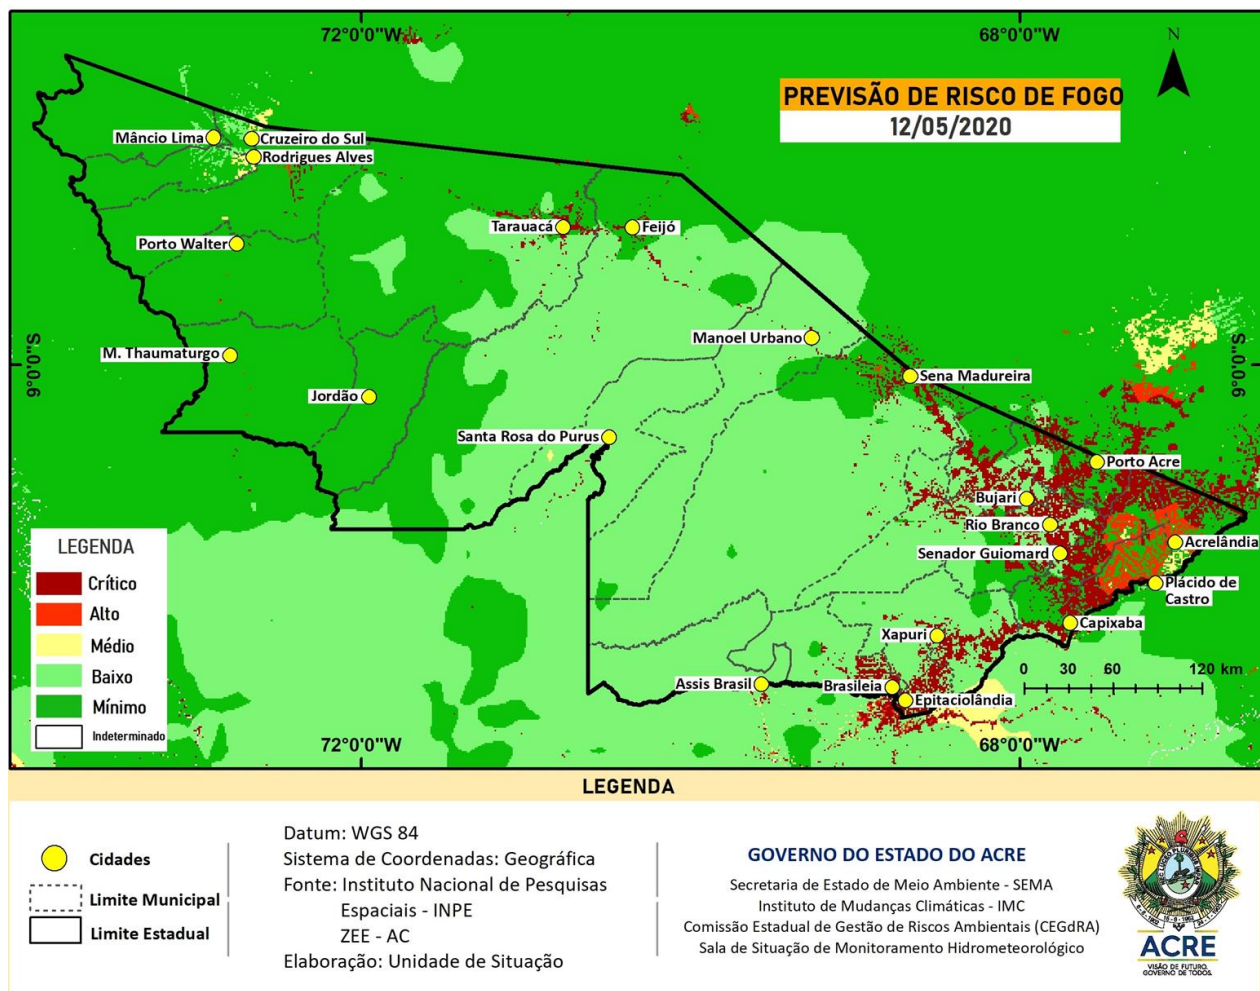 72°0'0"W
68°0'0"W
N
PREVISÃO DE RISCO DE FOGO
12/05/2020
Mâncio Lima
Cruzeiro do Sul
Rodrigues Alves
Tarauacá
Feijó
Porto Walter
Manoel Urbano
M. Thaumaturgo
9°0'0"S
9°0'0"S
Sena Madureira
Jordão
Santa Rosa do Purus
Porto Acre
Bujari
Rio Branco
Acrelândia
Senador Guiomard
Plácido de
Castro
Capixaba
Xapuri
Assis Brasil
Brasileia
Epitaciolândia
0 30 60 120 km
LEGENDA
Crítico
Alto
Médio
Baixo
Mínimo
Indeterminado
72°0'0"W
68°0'0"W
LEGENDA
Cidades
Limite Municipal
Limite Estadual
Datum: WGS 84
Sistema de Coordenadas: Geográfica
Fonte: Instituto Nacional de Pesquisas
Espaciais - INPE
ZEE - AC
Elaboração: Unidade de Situação
GOVERNO DO ESTADO DO ACRE
Secretaria de Estado de Meio Ambiente - SEMA
Instituto de Mudanças Climáticas - IMC
Comissão Estadual de Gestão de Riscos Ambientais (CEGdRA)
Sala de Situação de Monitoramento Hidrometeorológico
ACRE
VISÃO DE FUTURO.
GOVERNO DE TODOS.